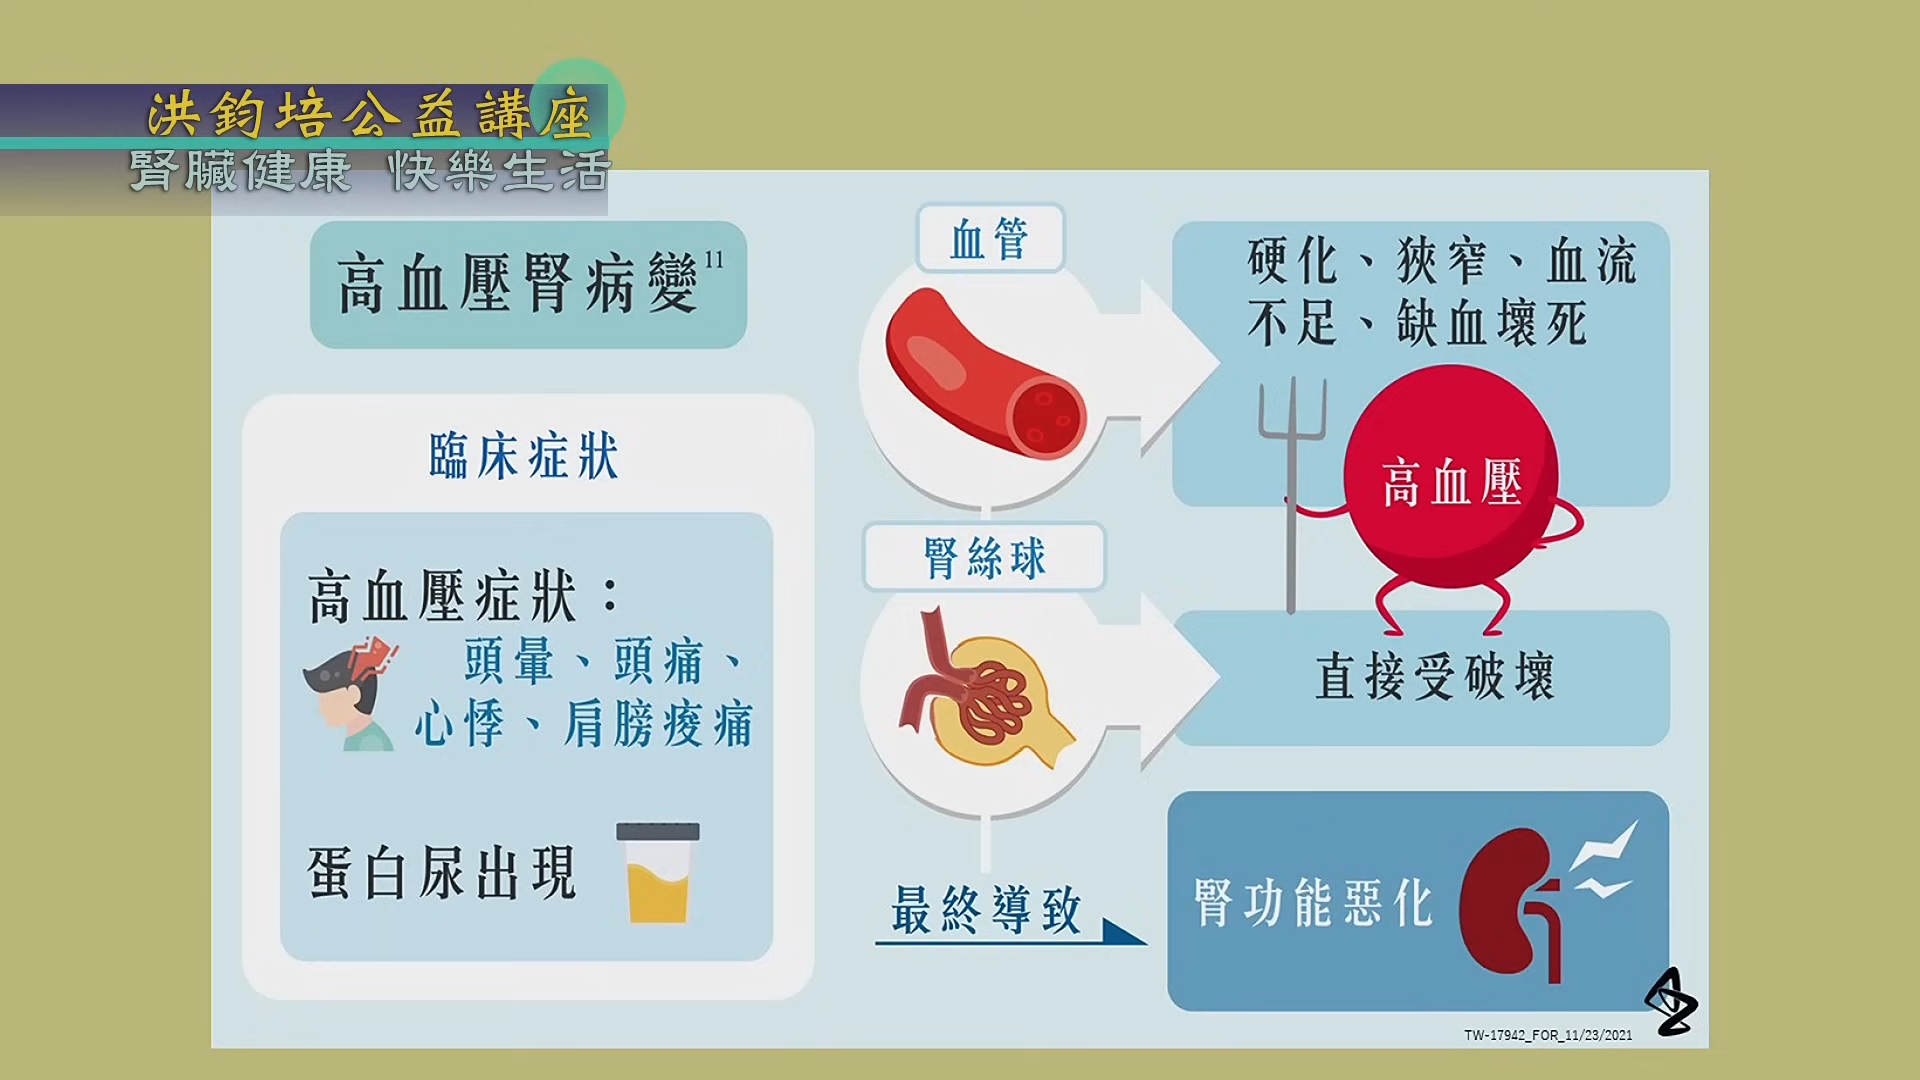 洪鈞培公益講座
腎臟健康 快樂生活
高血壓腎病變11
臨床症狀
高血壓症狀：
頭暈、頭痛、
心悸、肩膀痠痛
蛋白尿出現
血管
硬化、狹窄、血流
不足、缺血壞死
高血壓
腎絲球
直接受破壞
最終導致
腎功能惡化
TW-17942_FOR_11/23/2021